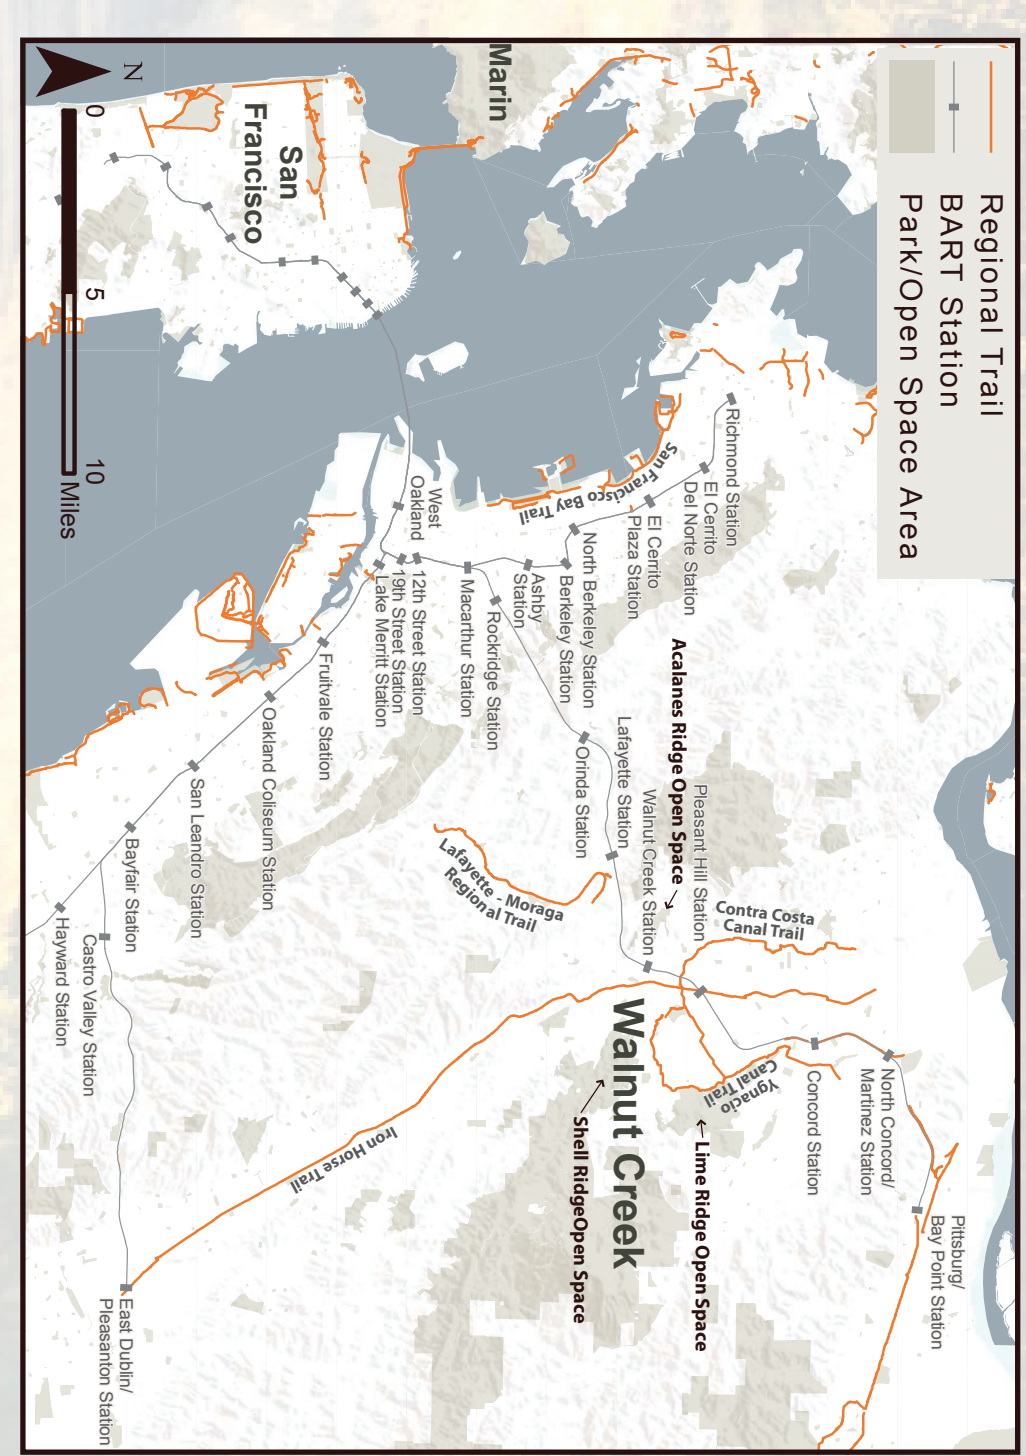 Regional Trail
BART Station
Park/Open Space Area
Marin
San
Francisco
N
0
5
10
Miles
Richmond Station
El Cerrito
Del Norte Station
El Cerrito
Plaza Station
San Francisco Bay Trail
North Berkeley Station
Berkeley Station
Ashby
Station
West
Oakland
Macarthur Station
Rockridge Station
12th Street Station
19th Street Station
Lake Merritt Station
Fruitvale Station
Oakland Coliseum Station
San Leandro Station
Bayfair Station
Hayward Station
Castro Valley Station
East Dublin/
Pleasanton Station
Orinda Station
Lafayette Station
Walnut Creek Station
Acalanes Ridge Open Space
Pleasant Hill Station
Contra Costa
Canal Trail
Lafayette - Moraga
Regional Trail
Walnut Creek
Ygnacio
Canal Trail
Concord Station
North Concord/
Martinez Station
Pittsburg/
Bay Point Station
Lime Ridge Open Space
Shell RidgeOpen Space
Iron Horse Trail